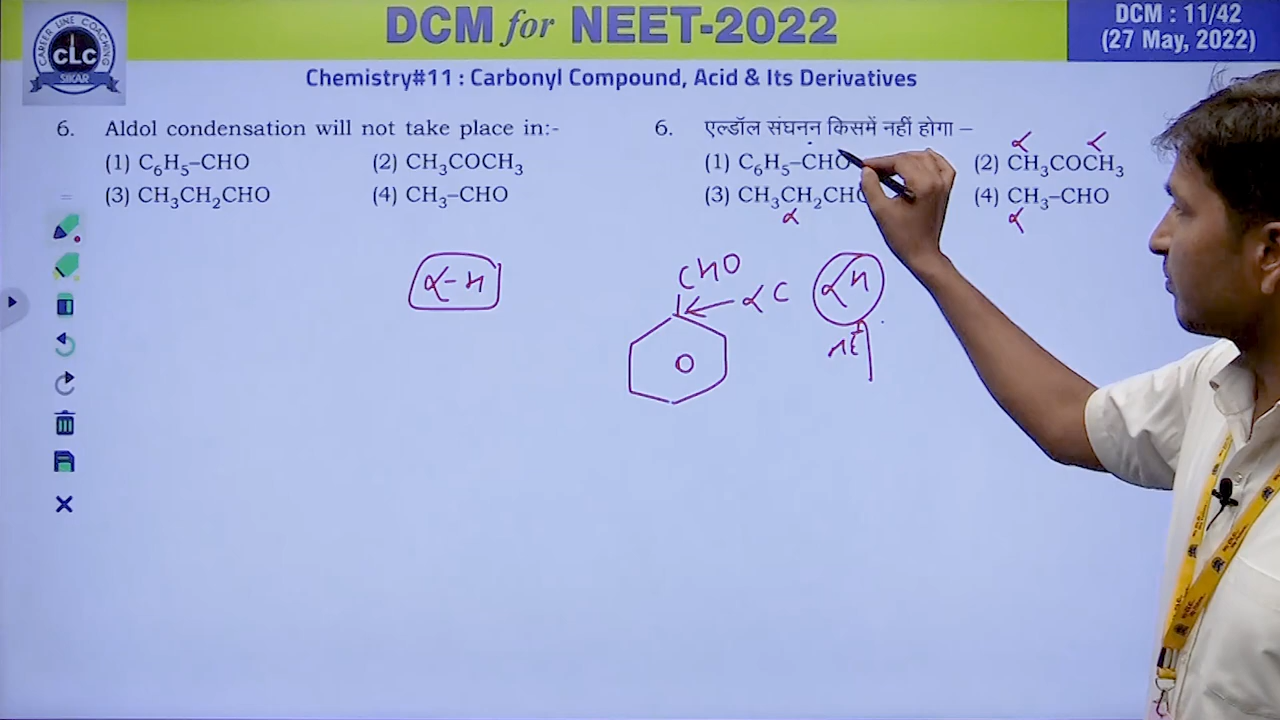 DCM for NEET-2022
DCM : 11/42
(27 May, 2022)
CAREER LINE COACHING
CLC
SIKAR
Chemistry#11 : Carbonyl Compound, Acid & Its Derivatives
6. Aldol condensation will not take place in:-
(1) C₆H₅–CHO (2) CH₃COCH₃
(3) CH₃CH₂CHO (4) CH₃–CHO
6. एल्डॉल संघनन किसमें नहीं होगा –
α α
(1) C₆H₅–CHO (2) CH₃COCH₃
(3) CH₃CH₂CHO (4) CH₃–CHO
α α
α-H
CHO
α C
αH